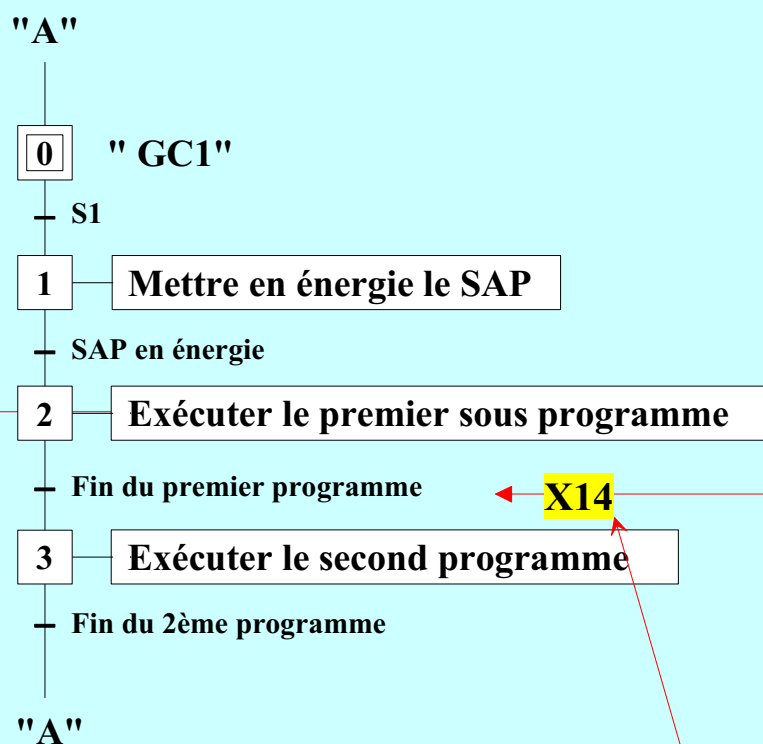 "A"
0 " GC1"
S1
1 Mettre en énergie le SAP
SAP en énergie
2 Exécuter le premier sous programme
Fin du premier programme X14
3 Exécuter le second programme
Fin du 2ème programme
"A"